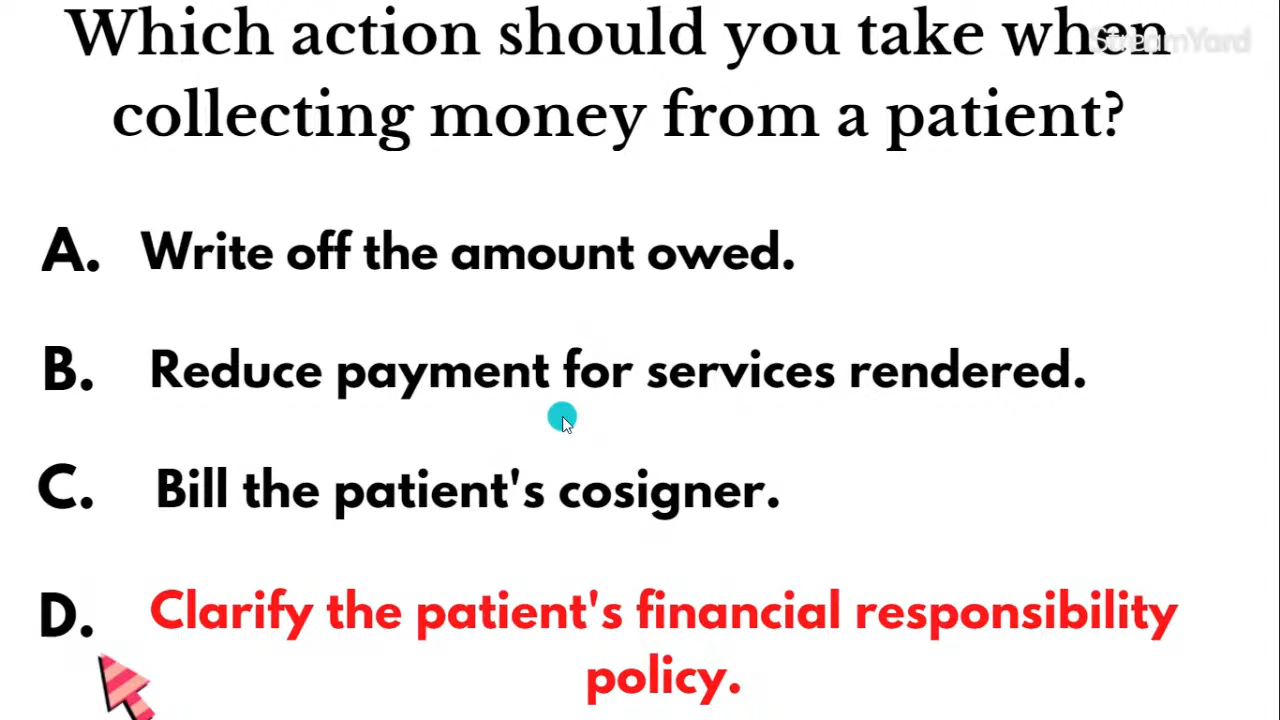 Which action should you take when
StreamYard
collecting money from a patient?
A. Write off the amount owed.
B. Reduce payment for services rendered.
C. Bill the patient's cosigner.
D. Clarify the patient's financial responsibility
policy.